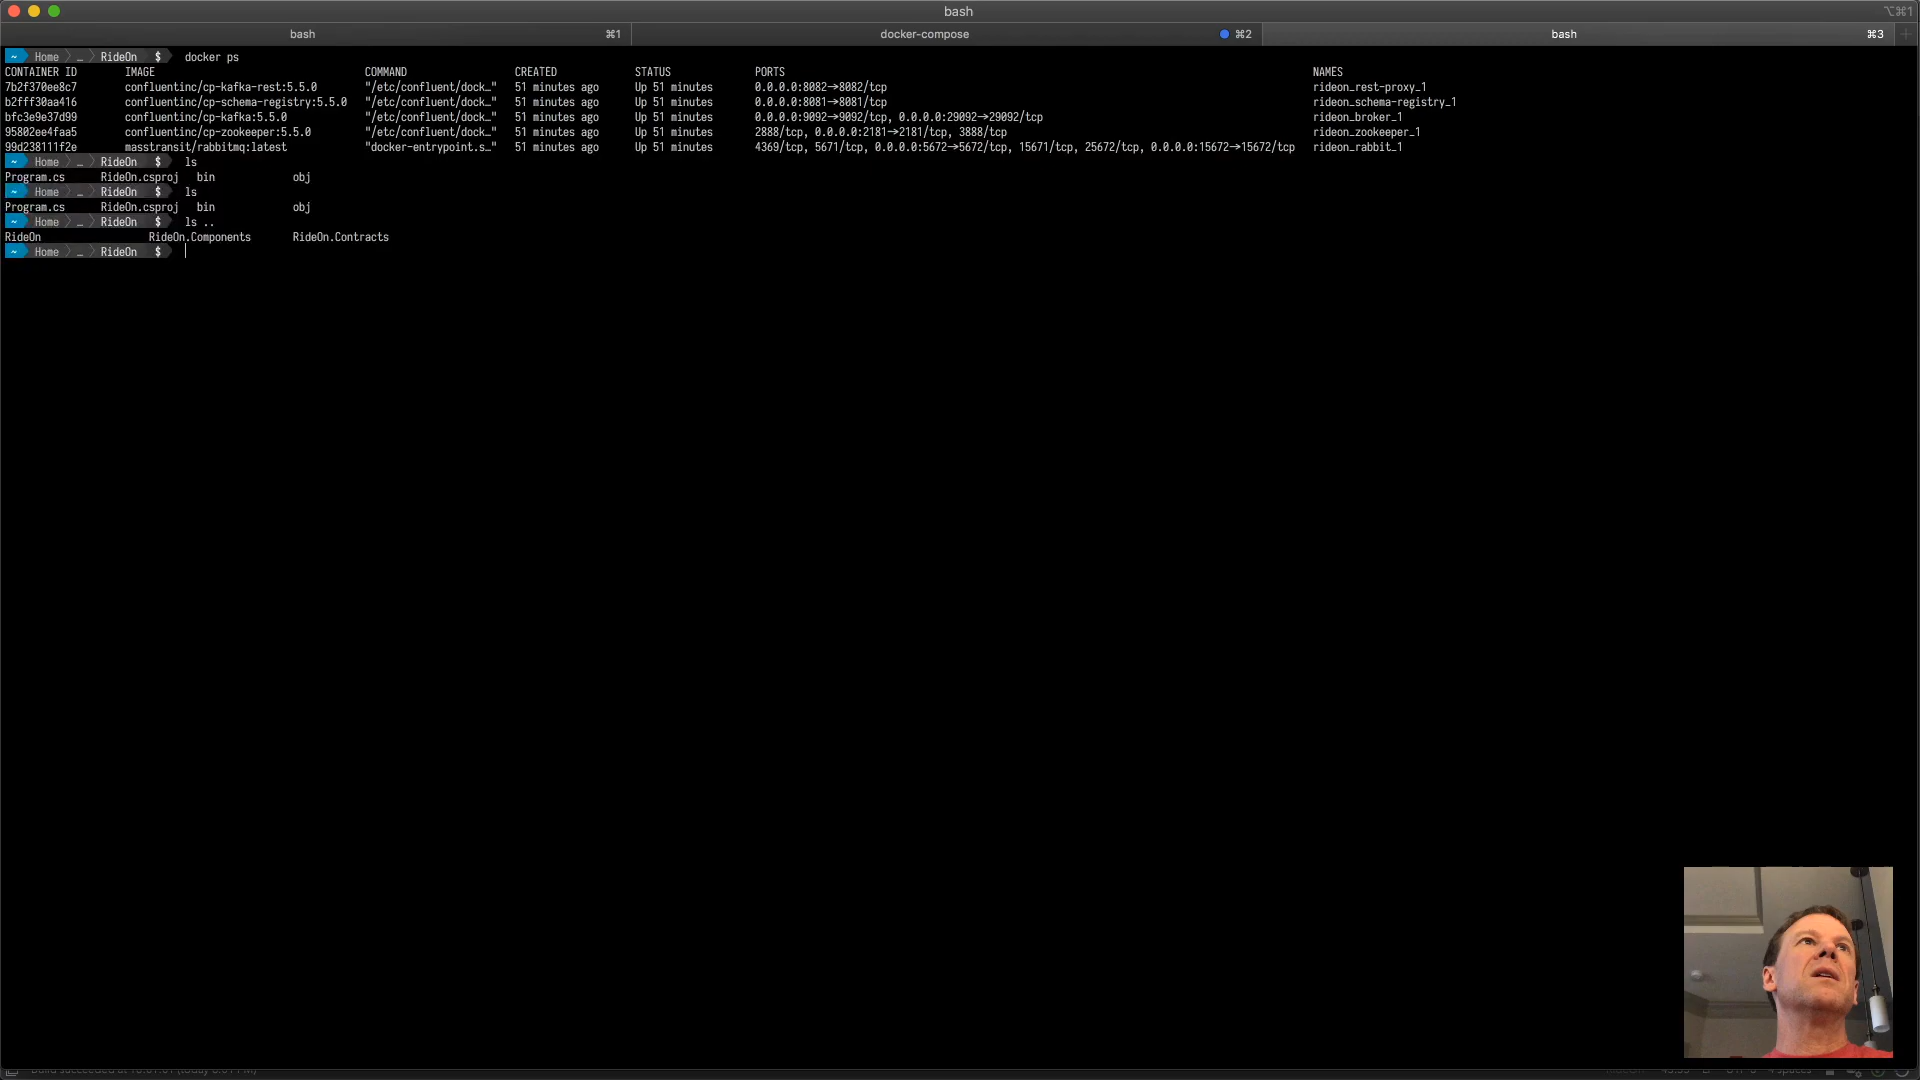 bash
⌥⌘1
bash ⌘1 docker-compose ⌘2 bash ⌘3 +
~ Home … RideOn $ docker ps
CONTAINER ID IMAGE COMMAND CREATED STATUS PORTS NAMES
7b2f370ee8c7 confluentinc/cp-kafka-rest:5.5.0 "/etc/confluent/dock…" 51 minutes ago Up 51 minutes 0.0.0.0:8082->8082/tcp rideon_rest-proxy_1
b2fff30aa416 confluentinc/cp-schema-registry:5.5.0 "/etc/confluent/dock…" 51 minutes ago Up 51 minutes 0.0.0.0:8081->8081/tcp rideon_schema-registry_1
bfc3e9e37d99 confluentinc/cp-kafka:5.5.0 "/etc/confluent/dock…" 51 minutes ago Up 51 minutes 0.0.0.0:9092->9092/tcp, 0.0.0.0:29092->29092/tcp rideon_broker_1
95802ee4faa5 confluentinc/cp-zookeeper:5.5.0 "/etc/confluent/dock…" 51 minutes ago Up 51 minutes 2888/tcp, 0.0.0.0:2181->2181/tcp, 3888/tcp rideon_zookeeper_1
99d238111f2e masstransit/rabbitmq:latest "docker-entrypoint.s…" 51 minutes ago Up 51 minutes 4369/tcp, 5671/tcp, 0.0.0.0:5672->5672/tcp, 15671/tcp, 25672/tcp, 0.0.0.0:15672->15672/tcp rideon_rabbit_1
~ Home … RideOn $ ls
Program.cs RideOn.csproj bin obj
~ Home … RideOn $ ls
Program.cs RideOn.csproj bin obj
~ Home … RideOn $ ls ..
RideOn RideOn.Components RideOn.Contracts
~ Home … RideOn $